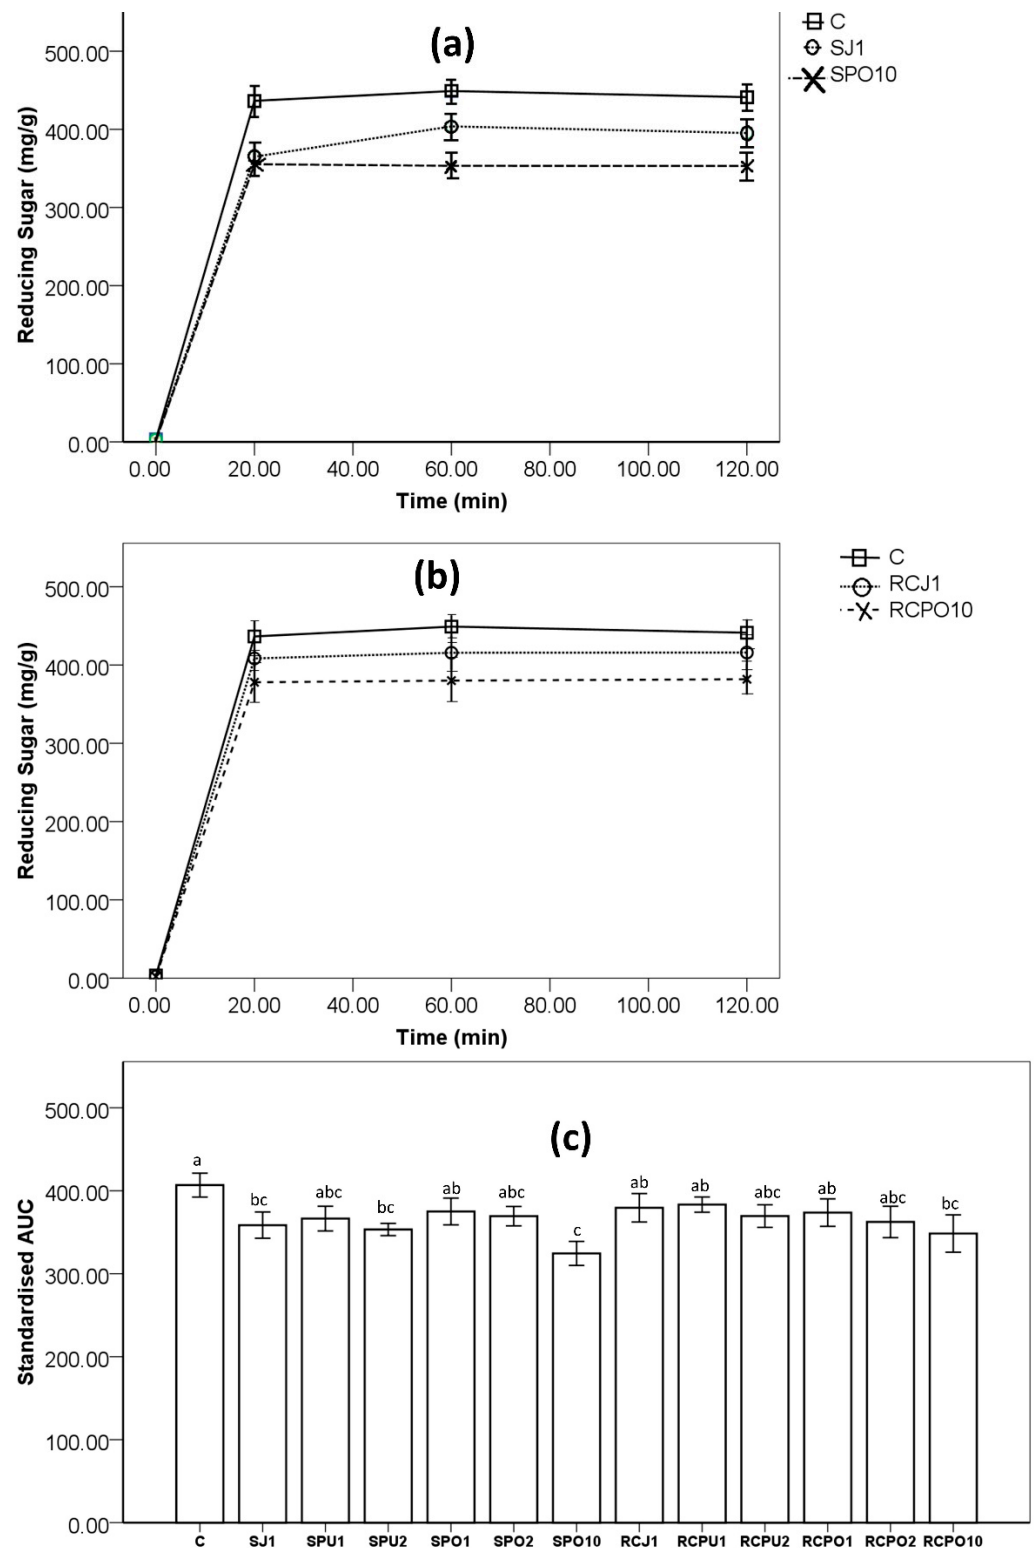 (a)
C
SJ1
SPO10
Reducing Sugar (mg/g)
500.00
400.00
300.00
200.00
100.00
0.00
0.00 20.00 40.00 60.00 80.00 100.00 120.00
Time (min)
(b)
C
RCJ1
RCPO10
Reducing Sugar (mg/g)
500.00
400.00
300.00
200.00
100.00
0.00
0.00 20.00 40.00 60.00 80.00 100.00 120.00
Time (min)
(c)
Standardised AUC
500.00
400.00
300.00
200.00
100.00
0.00
a bc abc bc ab abc c ab ab abc ab abc bc
C SJ1 SPU1 SPU2 SPO1 SPO2 SPO10 RCJ1 RCPU1 RCPU2 RCPO1 RCPO2 RCPO10